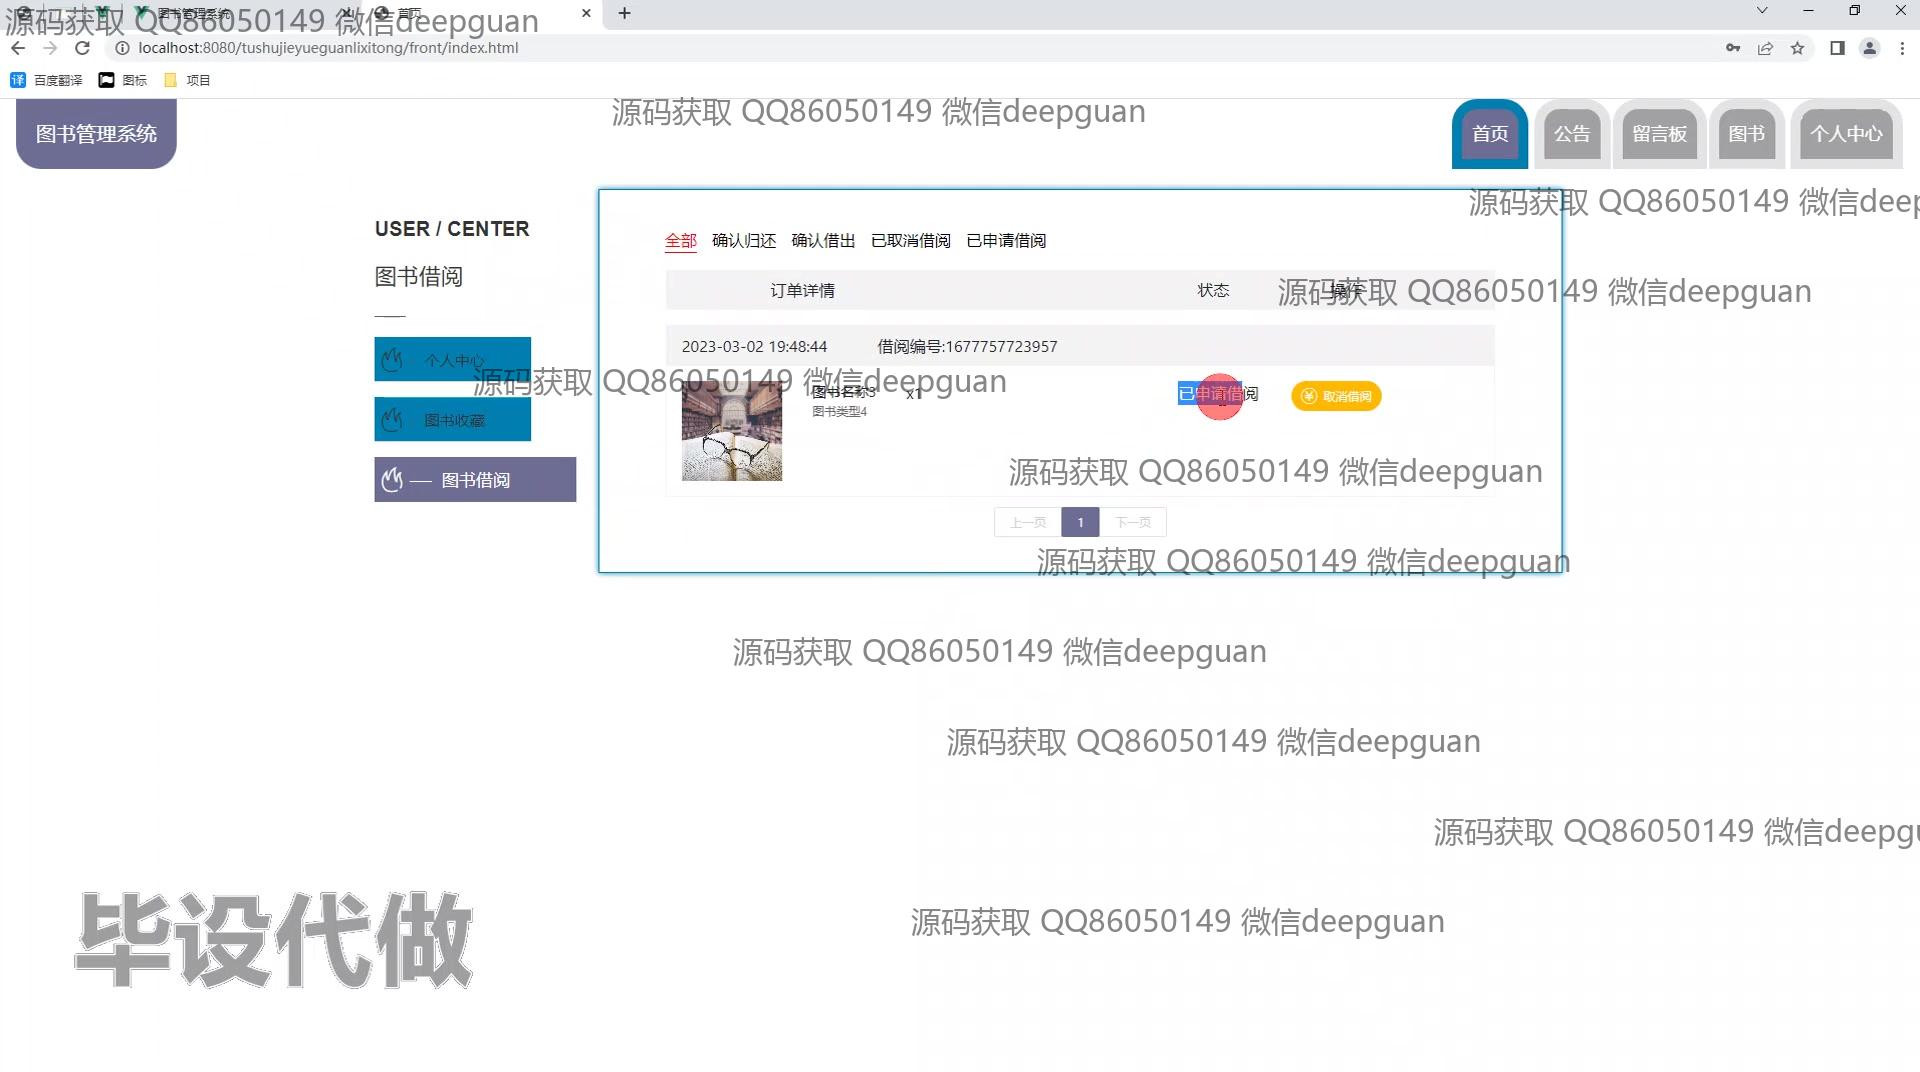 图书管理系统
首页
源码获取 QQ86050149 微信deepguan
localhost:8080/tushujieyueguanlixitong/front/index.html
百度翻译 图标 项目
源码获取 QQ86050149 微信deepguan
图书管理系统
首页 公告 留言板 图书 个人中心
源码获取 QQ86050149 微信deep
USER / CENTER
全部 确认归还 确认借出 已取消借阅 已申请借阅
图书借阅
订单详情 状态 操作
源码获取 QQ86050149 微信deepguan
2023-03-02 19:48:44 借阅编号:1677757723957
个人中心
源码获取 QQ86050149 微信deepguan
图书名称3 x1 已申请借阅 取消借阅
图书类型4
图书收藏
源码获取 QQ86050149 微信deepguan
图书借阅
上一页 1 下一页
源码获取 QQ86050149 微信deepguan
源码获取 QQ86050149 微信deepguan
源码获取 QQ86050149 微信deepguan
源码获取 QQ86050149 微信deepgu
源码获取 QQ86050149 微信deepguan
毕设代做